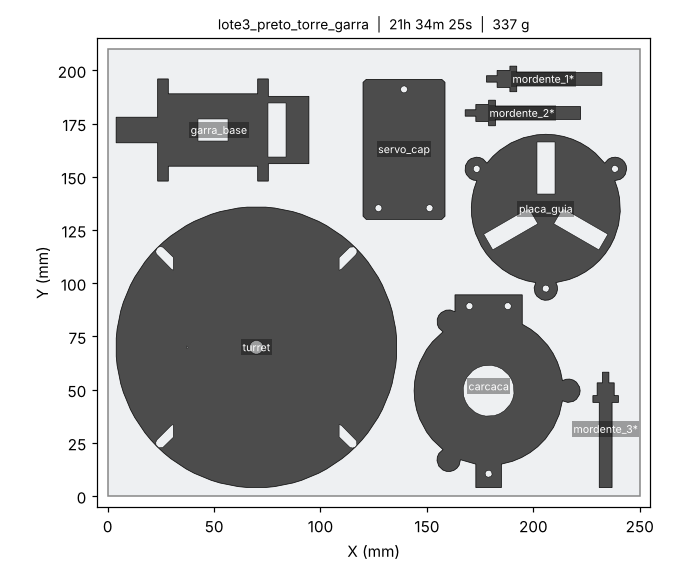 lote3_preto_torre_garra | 21h 34m 25s | 337 g
200
175
150
125
100
75
50
25
0
Y (mm)
mordente_1*
mordente_2*
garra_base
servo_cap
placa_guia
turret
carcaca
mordente_3*
0 50 100 150 200 250
X (mm)